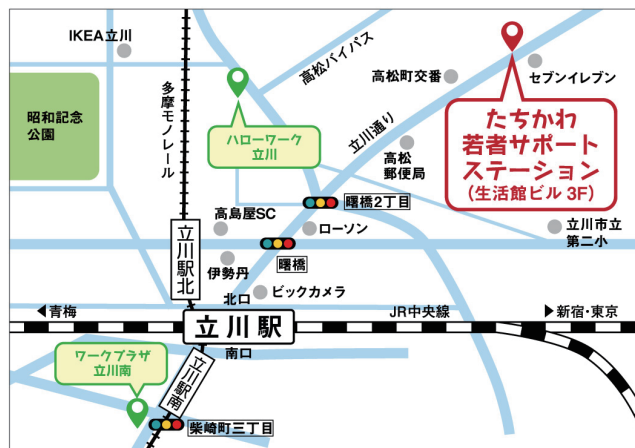 IKEA立川
高松バイパス
高松町交番
セブンイレブン
昭和記念
公園
多摩モノレール
ハローワーク
立川
立川通り
高松
郵便局
たちかわ
若者サポート
ステーション
(生活館ビル 3F)
高島屋SC
曙橋2丁目
ローソン
立川市立
第二小
立川駅北
伊勢丹
曙橋
北口
ビックカメラ
青梅
立川駅
JR中央線
新宿・東京
南口
ワークプラザ
立川南
立川駅南
柴崎町三丁目